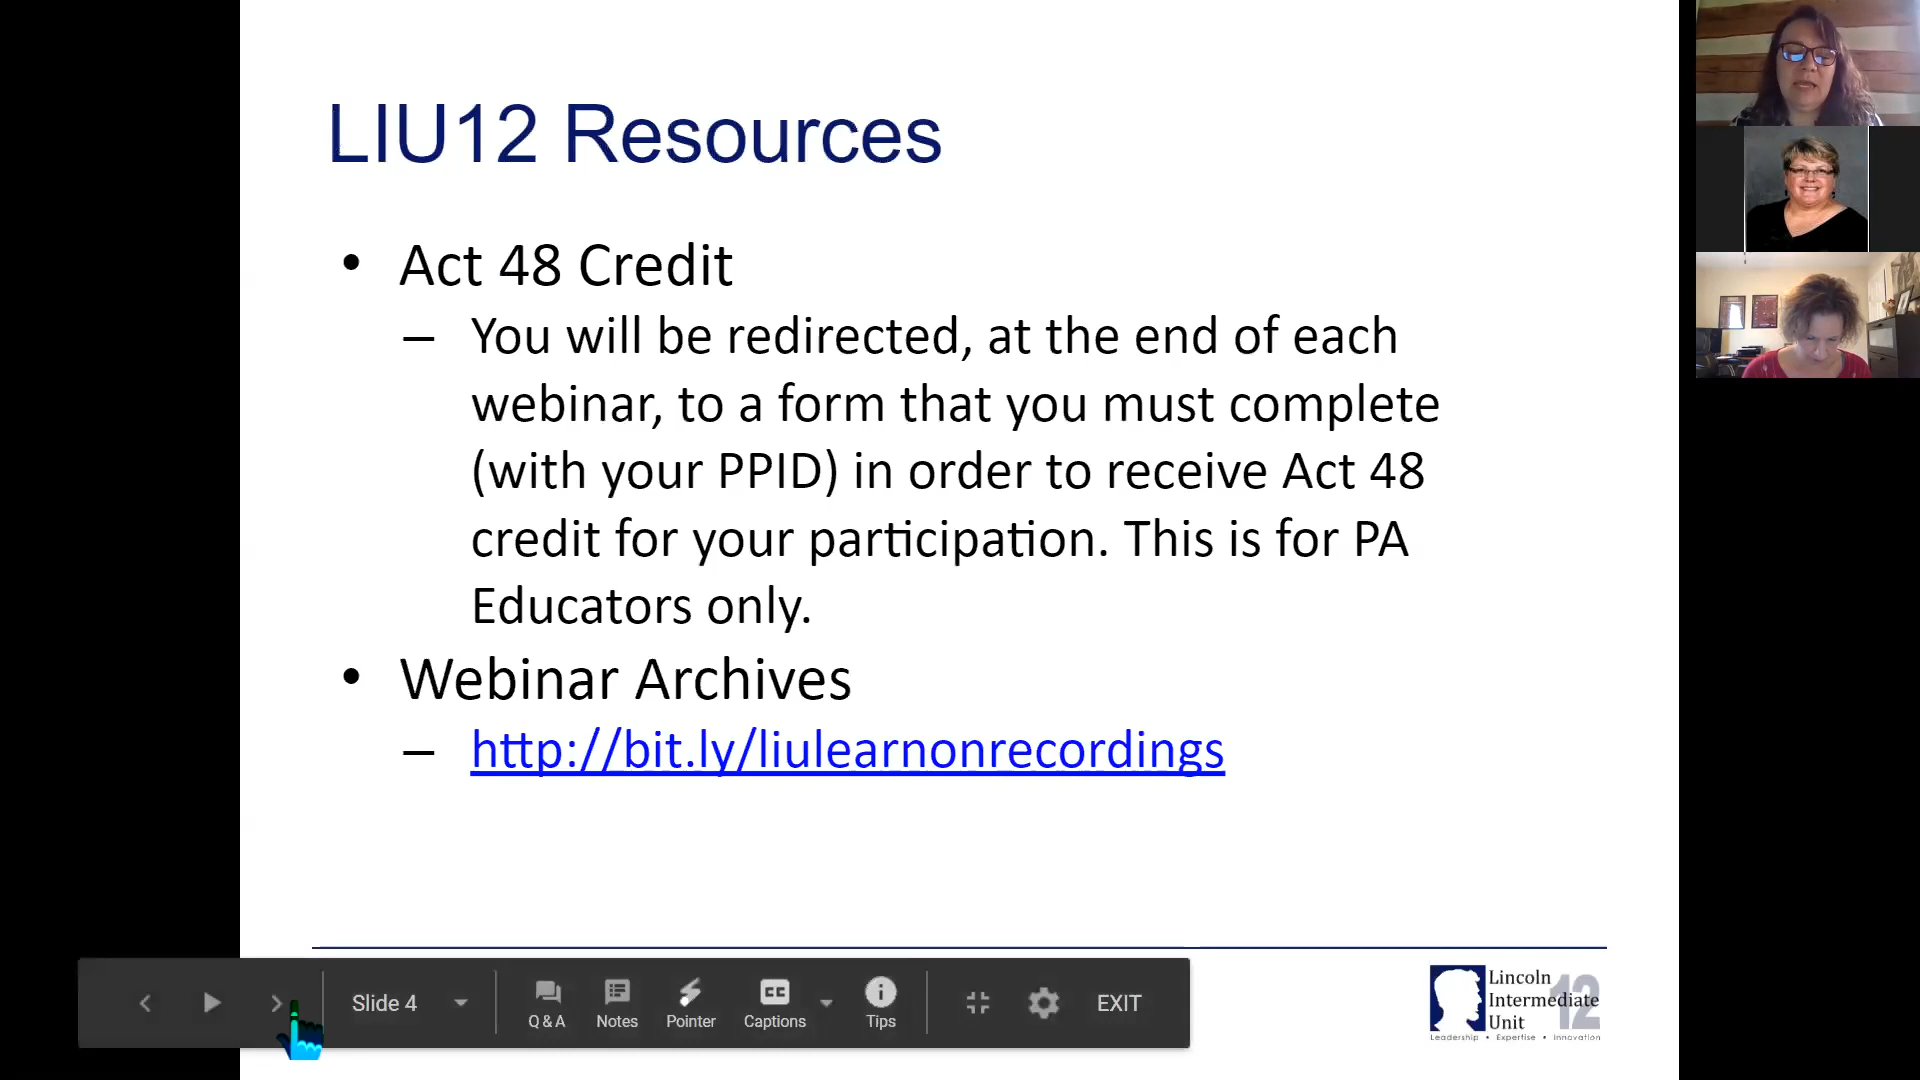 LIU12 Resources
• Act 48 Credit
– You will be redirected, at the end of each
webinar, to a form that you must complete
(with your PPID) in order to receive Act 48
credit for your participation. This is for PA
Educators only.
• Webinar Archives
– http://bit.ly/liulearnonrecordings
Slide 4
Q & A
Notes
Pointer
CC
Captions
Tips
EXIT
Lincoln
Intermediate
Unit
12
Leadership • Expertise • Innovation